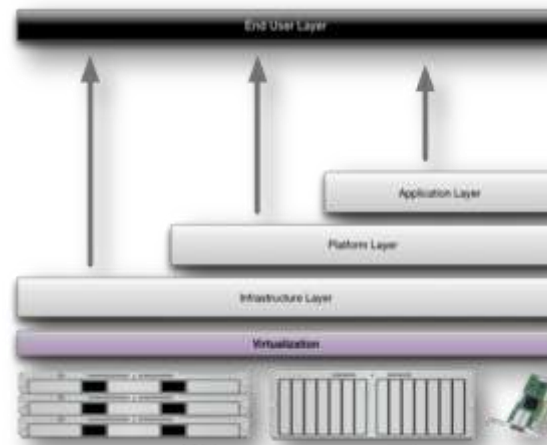 End User Layer
Application Layer
Platform Layer
Infrastructure Layer
Virtualization